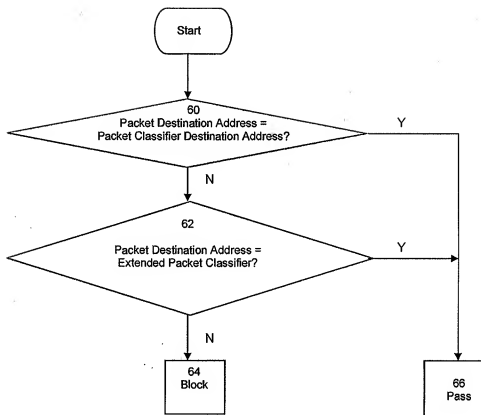 Start
60
Packet Destination Address =
Packet Classifier Destination Address?
Y
N
62
Packet Destination Address =
Extended Packet Classifier?
Y
N
64
Block
66
Pass